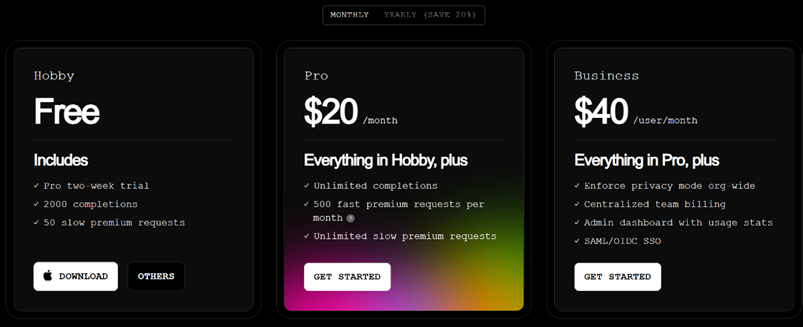 MONTHLY YEARLY (SAVE 20%)
Hobby
Free
Includes
✓ Pro two-week trial
✓ 2000 completions
✓ 50 slow premium requests
DOWNLOAD OTHERS
Pro
$20 /month
Everything in Hobby, plus
✓ Unlimited completions
✓ 500 fast premium requests per
month ?
✓ Unlimited slow premium requests
GET STARTED
Business
$40 /user/month
Everything in Pro, plus
✓ Enforce privacy mode org-wide
✓ Centralized team billing
✓ Admin dashboard with usage stats
✓ SAML/OIDC SSO
GET STARTED